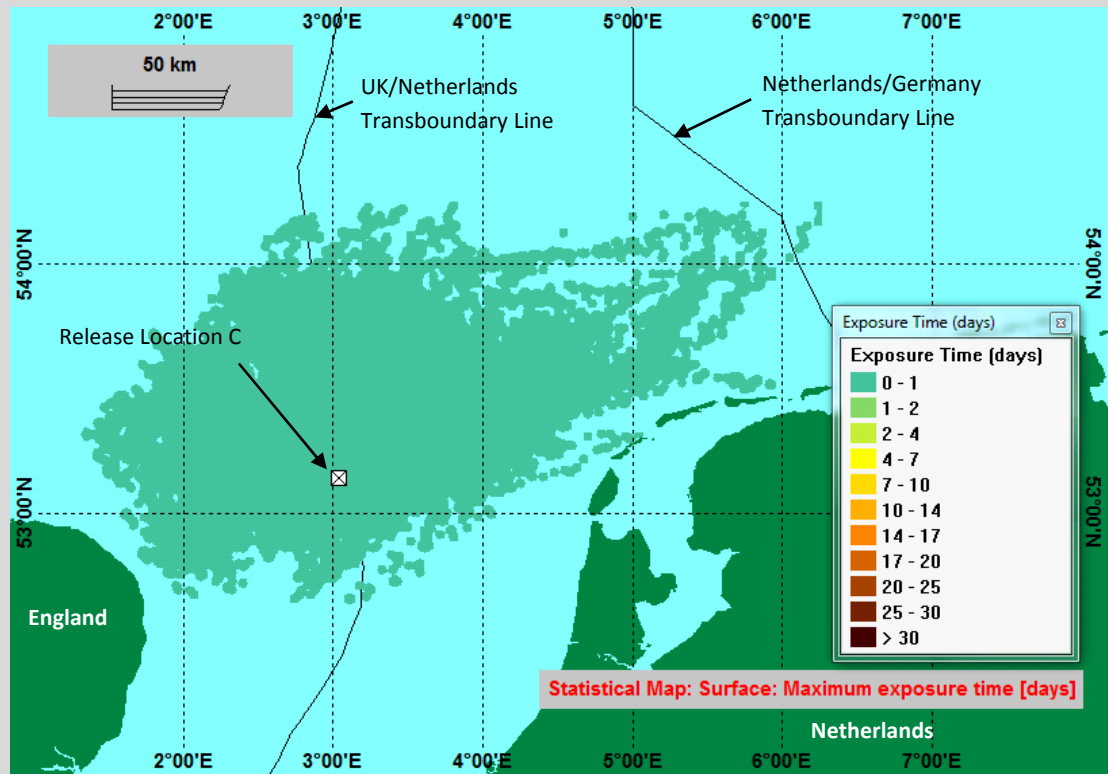 2°00'E 3°00'E 4°00'E 5°00'E 6°00'E 7°00'E
50 km
UK/Netherlands
Transboundary Line
Netherlands/Germany
Transboundary Line
54°00'N
54°00'N
Release Location C
Exposure Time (days)
Exposure Time (days)
0 - 1
1 - 2
2 - 4
4 - 7
7 - 10
10 - 14
14 - 17
17 - 20
20 - 25
25 - 30
> 30
53°00'N
53°00'N
England
Statistical Map: Surface: Maximum exposure time [days]
Netherlands
2°00'E 3°00'E 4°00'E 5°00'E 6°00'E 7°00'E